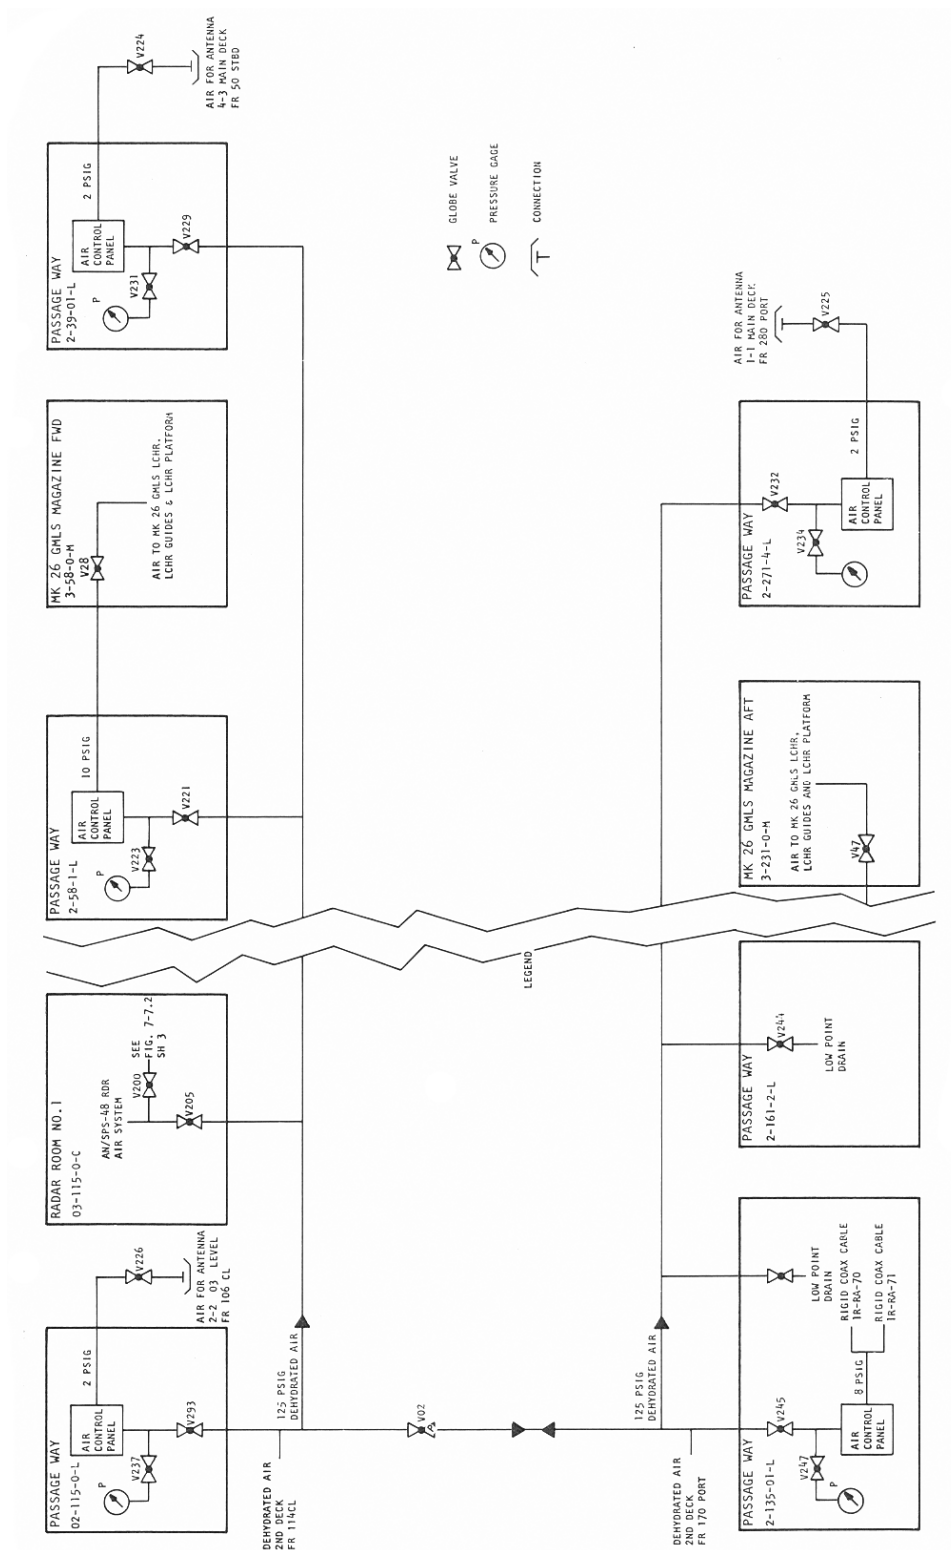 PASSAGE WAY
02-115-0-L
AIR
CONTROL
PANEL
2 PSIG
P
V237
V293
V226
AIR FOR ANTENNA
2-2 03 LEVEL
FR 106 CL
RADAR ROOM NO.1
03-115-0-C
AN/SPS-48 RDR
AIR SYSTEM
V200
SEE
FIG. 7-7.2
SH 3
V205
PASSAGE WAY
2-58-1-L
AIR
CONTROL
PANEL
10 PSIG
P
V223
V221
MK 26 GMLS MAGAZINE FWD
3-58-0-M
V28
AIR TO MK 26 GMLS LCHR,
LCHR GUIDES & LCHR PLATFORM
PASSAGE WAY
2-39-01-L
AIR
CONTROL
PANEL
2 PSIG
P
V231
V229
V224
AIR FOR ANTENNA
4-3 MAIN DECK
FR 50 STBD
DEHYDRATED AIR
2ND DECK
FR 114CL
125 PSIG
DEHYDRATED AIR
V02
LEGEND
GLOBE VALVE
P
PRESSURE GAGE
CONNECTION
DEHYDRATED AIR
2ND DECK
FR 170 PORT
125 PSIG
DEHYDRATED AIR
PASSAGE WAY
2-135-01-L
V245
V247
P
AIR
CONTROL
PANEL
8 PSIG
LOW POINT
DRAIN
RIGID COAX CABLE
1R-RA-70
RIGID COAX CABLE
1R-RA-71
PASSAGE WAY
2-161-2-L
V244
LOW POINT
DRAIN
MK 26 GMLS MAGAZINE AFT
3-231-0-M
AIR TO MK 26 GMLS LCHR,
LCHR GUIDES AND LCHR PLATFORM
V47
PASSAGE WAY
2-271-4-L
V232
V234
AIR
CONTROL
PANEL
2 PSIG
AIR FOR ANTENNA
1-1 MAIN DECK
FR 280 PORT
V225